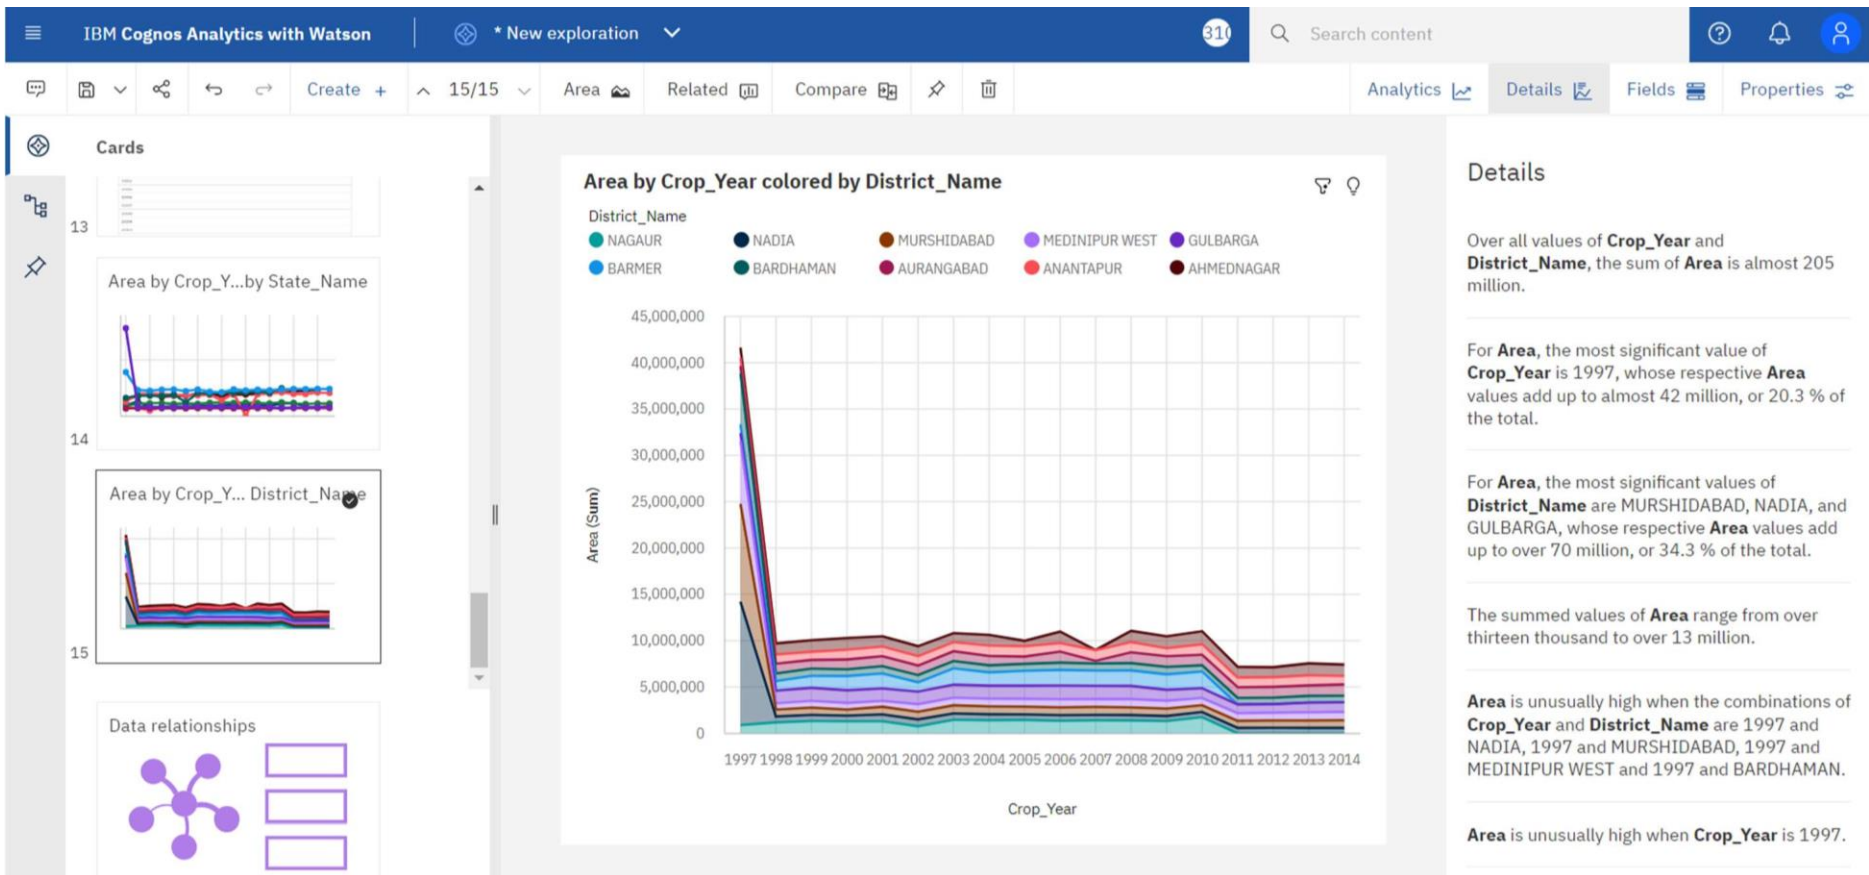 IBM Cognos Analytics with Watson
* New exploration
Search content
Create +
15/15
Area
Related
Compare
Analytics
Details
Fields
Properties
Cards
13
Area by Crop_Y...by State_Name
14
Area by Crop_Y... District_Name
15
Data relationships
Area by Crop_Year colored by District_Name
District_Name
NAGAUR NADIA MURSHIDABAD MEDINIPUR WEST GULBARGA
BARMER BARDHAMAN AURANGABAD ANANTAPUR AHMEDNAGAR
45,000,000
40,000,000
35,000,000
30,000,000
25,000,000
20,000,000
15,000,000
10,000,000
5,000,000
0
Area (Sum)
1997 1998 1999 2000 2001 2002 2003 2004 2005 2006 2007 2008 2009 2010 2011 2012 2013 2014
Crop_Year
Details
Over all values of Crop_Year and
District_Name, the sum of Area is almost 205
million.
For Area, the most significant value of
Crop_Year is 1997, whose respective Area
values add up to almost 42 million, or 20.3 % of
the total.
For Area, the most significant values of
District_Name are MURSHIDABAD, NADIA, and
GULBARGA, whose respective Area values add
up to over 70 million, or 34.3 % of the total.
The summed values of Area range from over
thirteen thousand to over 13 million.
Area is unusually high when the combinations of
Crop_Year and District_Name are 1997 and
NADIA, 1997 and MURSHIDABAD, 1997 and
MEDINIPUR WEST and 1997 and BARDHAMAN.
Area is unusually high when Crop_Year is 1997.